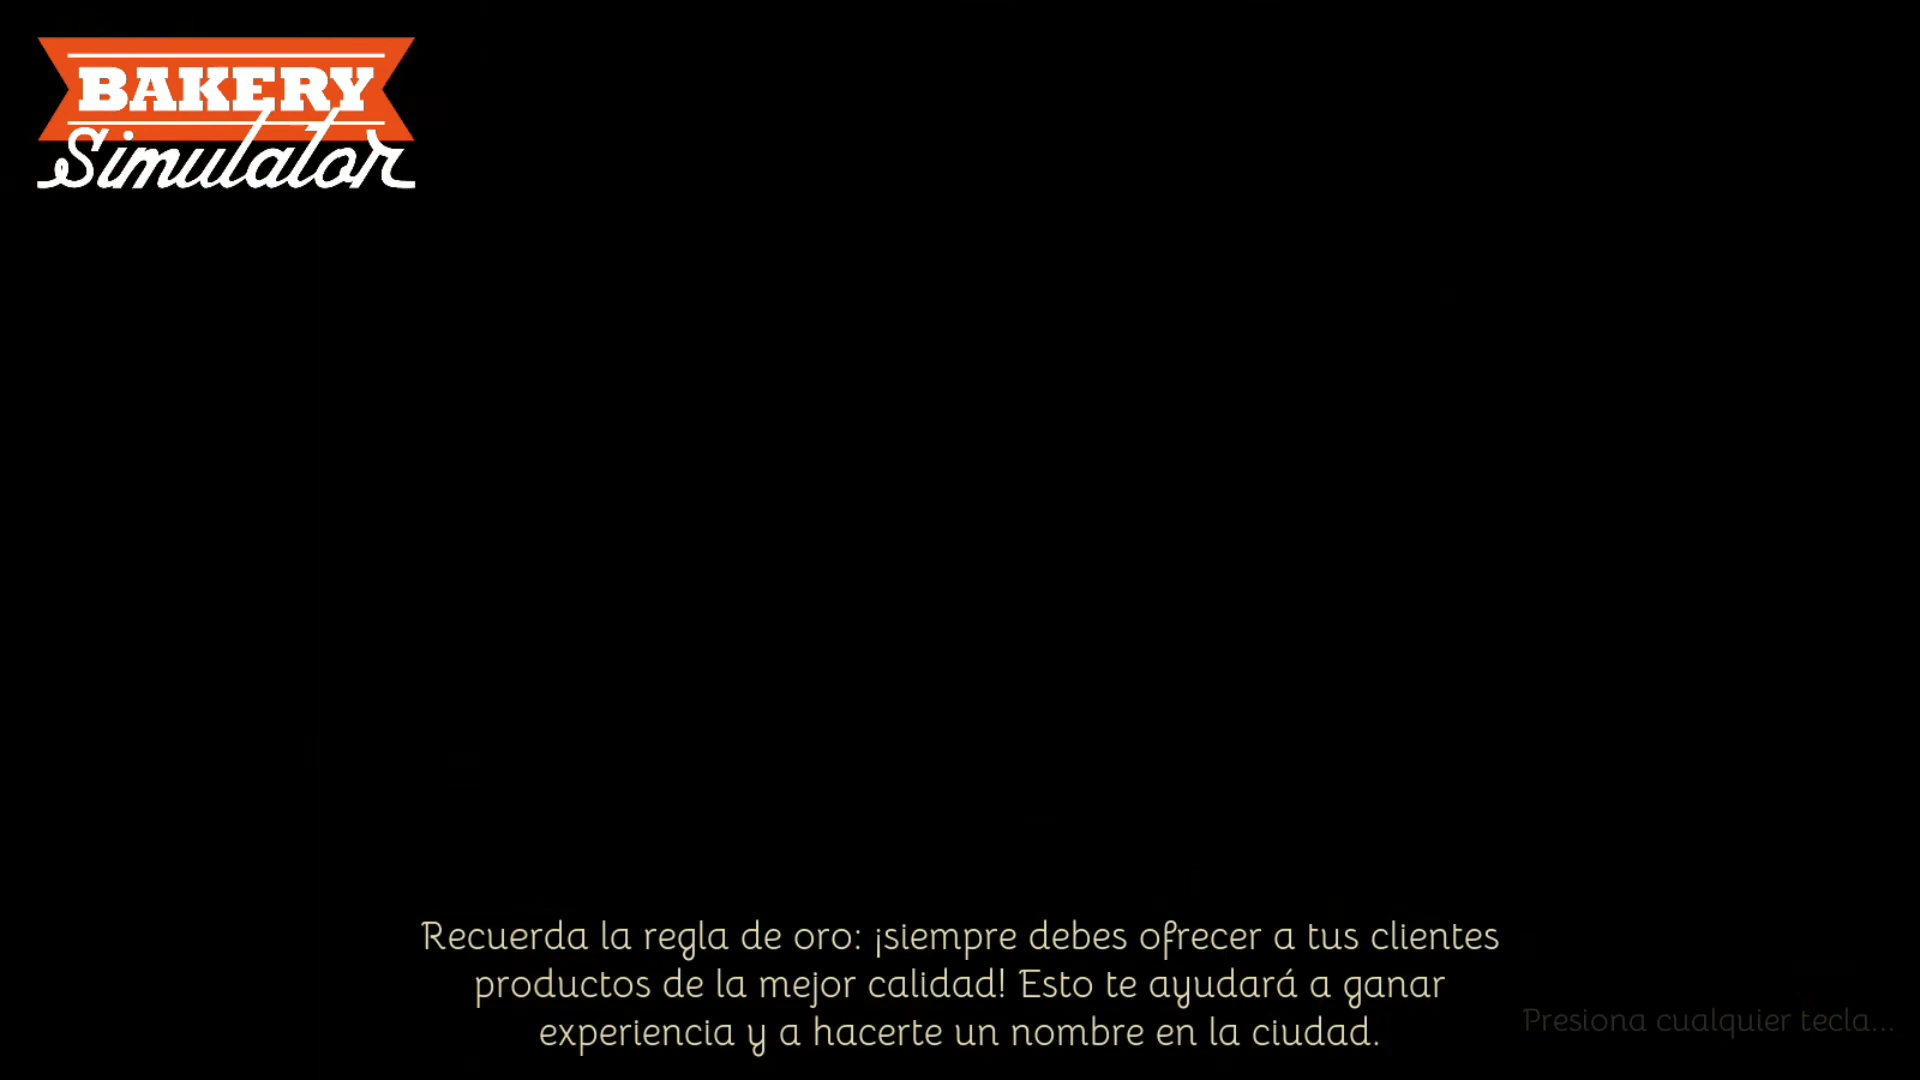 BAKERY
Simulator
Recuerda la regla de oro: ¡siempre debes ofrecer a tus clientes
productos de la mejor calidad! Esto te ayudará a ganar
experiencia y a hacerte un nombre en la ciudad.
Presiona cualquier tecla...